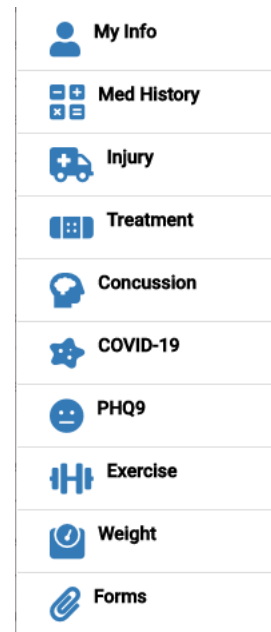 My Info
Med History
Injury
Treatment
Concussion
COVID-19
PHQ9
Exercise
Weight
Forms